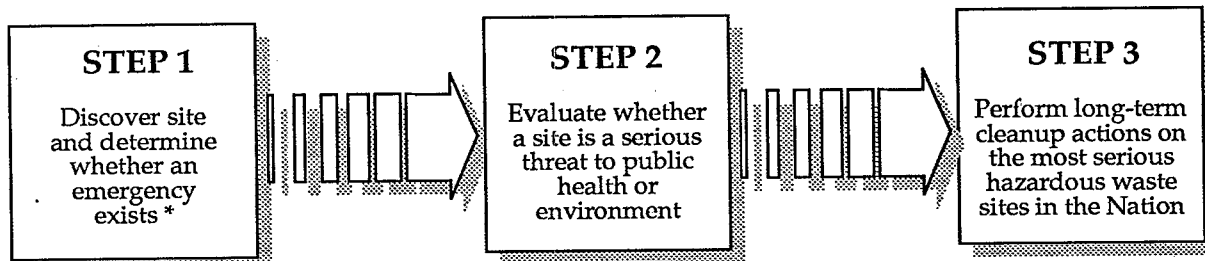 STEP 1
Discover site
and determine
whether an
emergency
exists *
STEP 2
Evaluate whether
a site is a serious
threat to public
health or
environment
STEP 3
Perform long-term
cleanup actions on
the most serious
hazardous waste
sites in the Nation